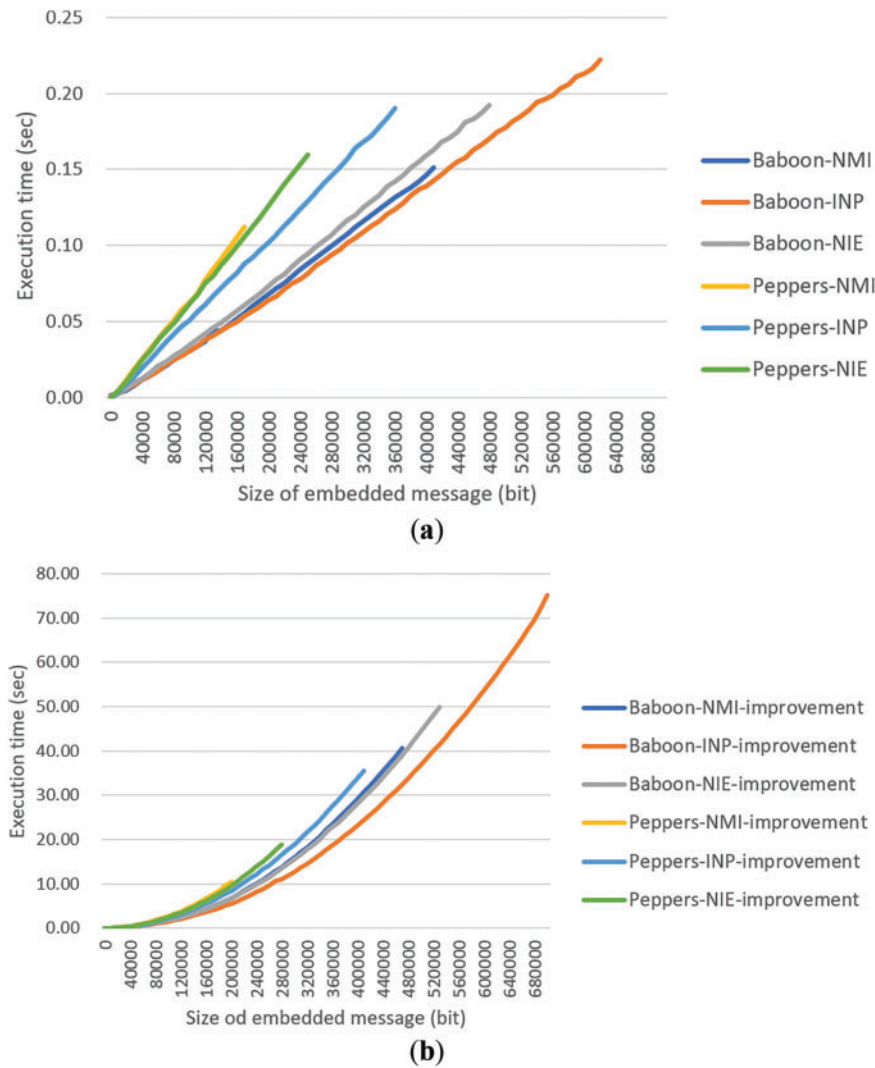 0.25
0.20
0.15
0.10
0.05
0.00
Execution time (sec)
0
40000
80000
120000
160000
200000
240000
280000
320000
360000
400000
440000
480000
520000
560000
600000
640000
680000
Size of embedded message (bit)
Baboon-NMI
Baboon-INP
Baboon-NIE
Peppers-NMI
Peppers-INP
Peppers-NIE
(a)
80.00
70.00
60.00
50.00
40.00
30.00
20.00
10.00
0.00
Execution time (sec)
0
40000
80000
120000
160000
200000
240000
280000
320000
360000
400000
440000
480000
520000
560000
600000
640000
680000
Size od embedded message (bit)
Baboon-NMI-improvement
Baboon-INP-improvement
Baboon-NIE-improvement
Peppers-NMI-improvement
Peppers-INP-improvement
Peppers-NIE-improvement
(b)